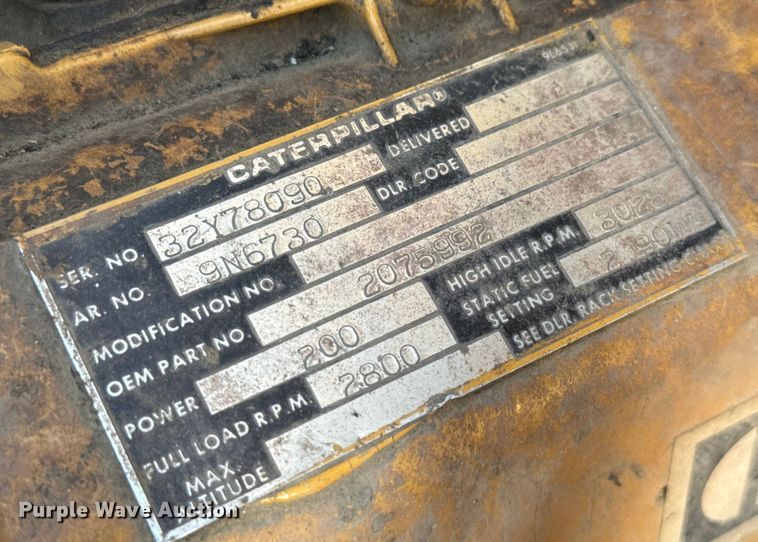 CATERPILLAR®
SER. NO. 32Y78090 DELIVERED
AR. NO. 9N6730 DLR. CODE
MODIFICATION NO.
OEM PART NO. 2075992
POWER 200 HIGH IDLE R.P.M.
FULL LOAD R.P.M. 2800 STATIC FUEL SETTING
MAX. ALTITUDE SEE DLR. RACK SETTING
Purple Wave Auction